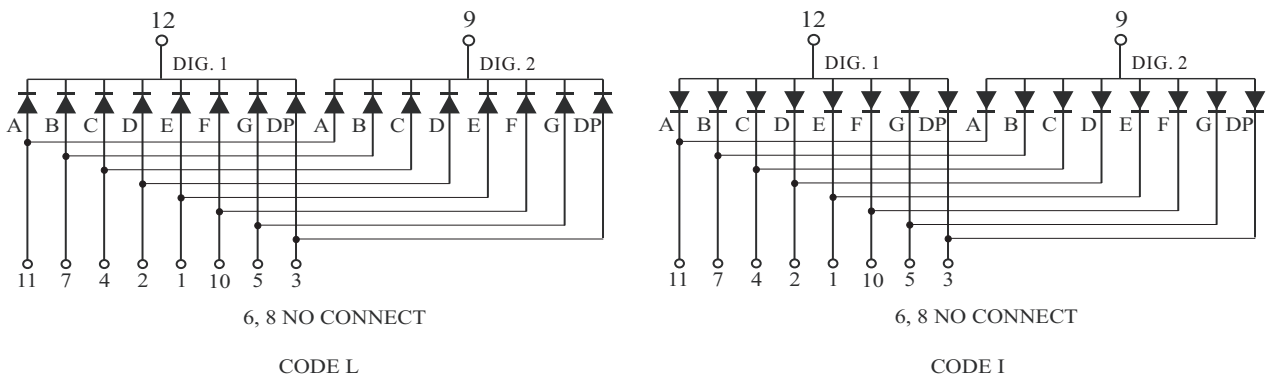 12 9 12 9
DIG. 1 DIG. 2 DIG. 1 DIG. 2
A B C D E F G DP A B C D E F G DP A B C D E F G DP A B C D E F G DP
11 7 4 2 1 10 5 3 11 7 4 2 1 10 5 3
6, 8 NO CONNECT 6, 8 NO CONNECT
CODE L CODE I